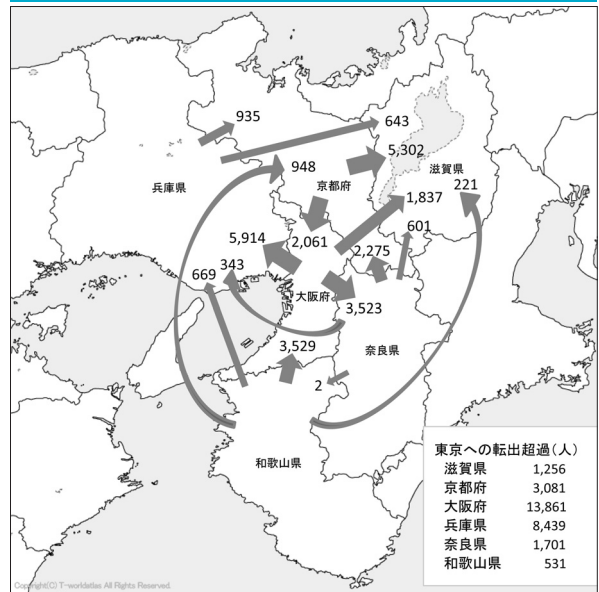 935
643
948
5,302
滋賀県
兵庫県
京都府
1,837
221
601
5,914
2,061
2,275
669
343
大阪府
3,523
3,529
奈良県
2
和歌山県
東京への転出超過(人)
滋賀県 1,256
京都府 3,081
大阪府 13,861
兵庫県 8,439
奈良県 1,701
和歌山県 531
Copyright(C) T-worldatlas All Rights Reserved.